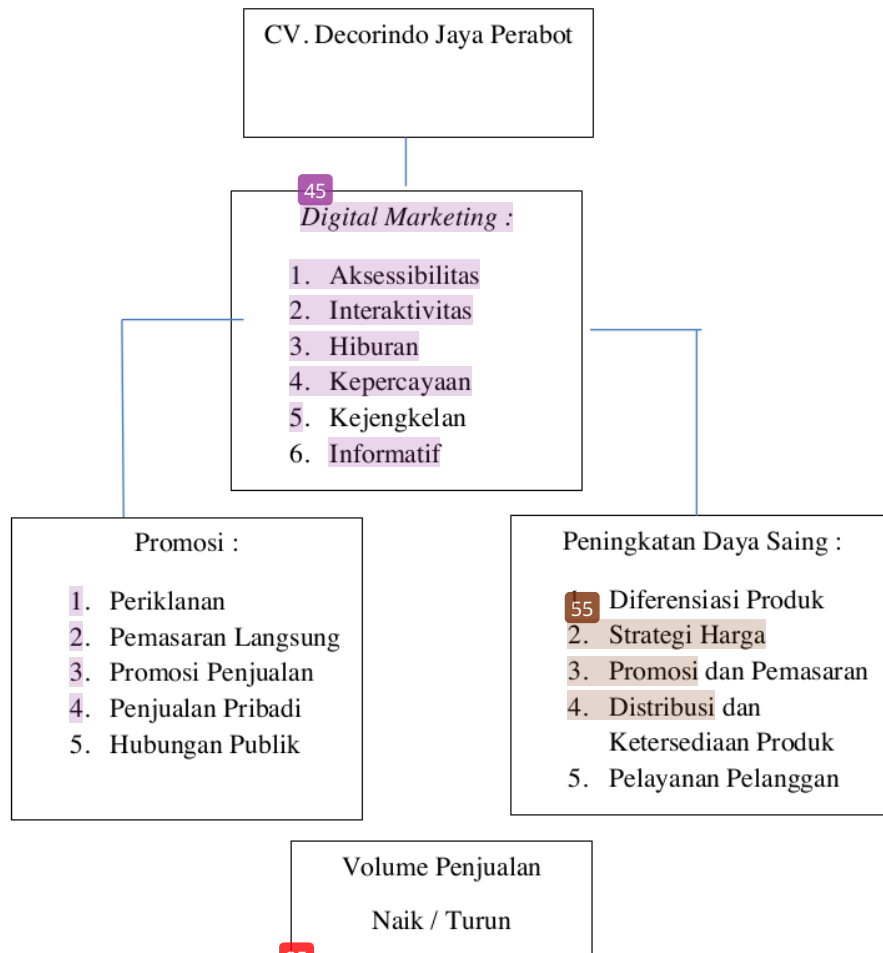 CV. Decorindo Jaya Perabot
45
Digital Marketing :
1. Aksessibilitas
2. Interaktivitas
3. Hiburan
4. Kepercayaan
5. Kejengkelan
6. Informatif
Promosi :
1. Periklanan
2. Pemasaran Langsung
3. Promosi Penjualan
4. Penjualan Pribadi
5. Hubungan Publik
Peningkatan Daya Saing :
55
Diferensiasi Produk
2. Strategi Harga
3. Promosi dan Pemasaran
4. Distribusi dan
Ketersediaan Produk
5. Pelayanan Pelanggan
Volume Penjualan
Naik / Turun